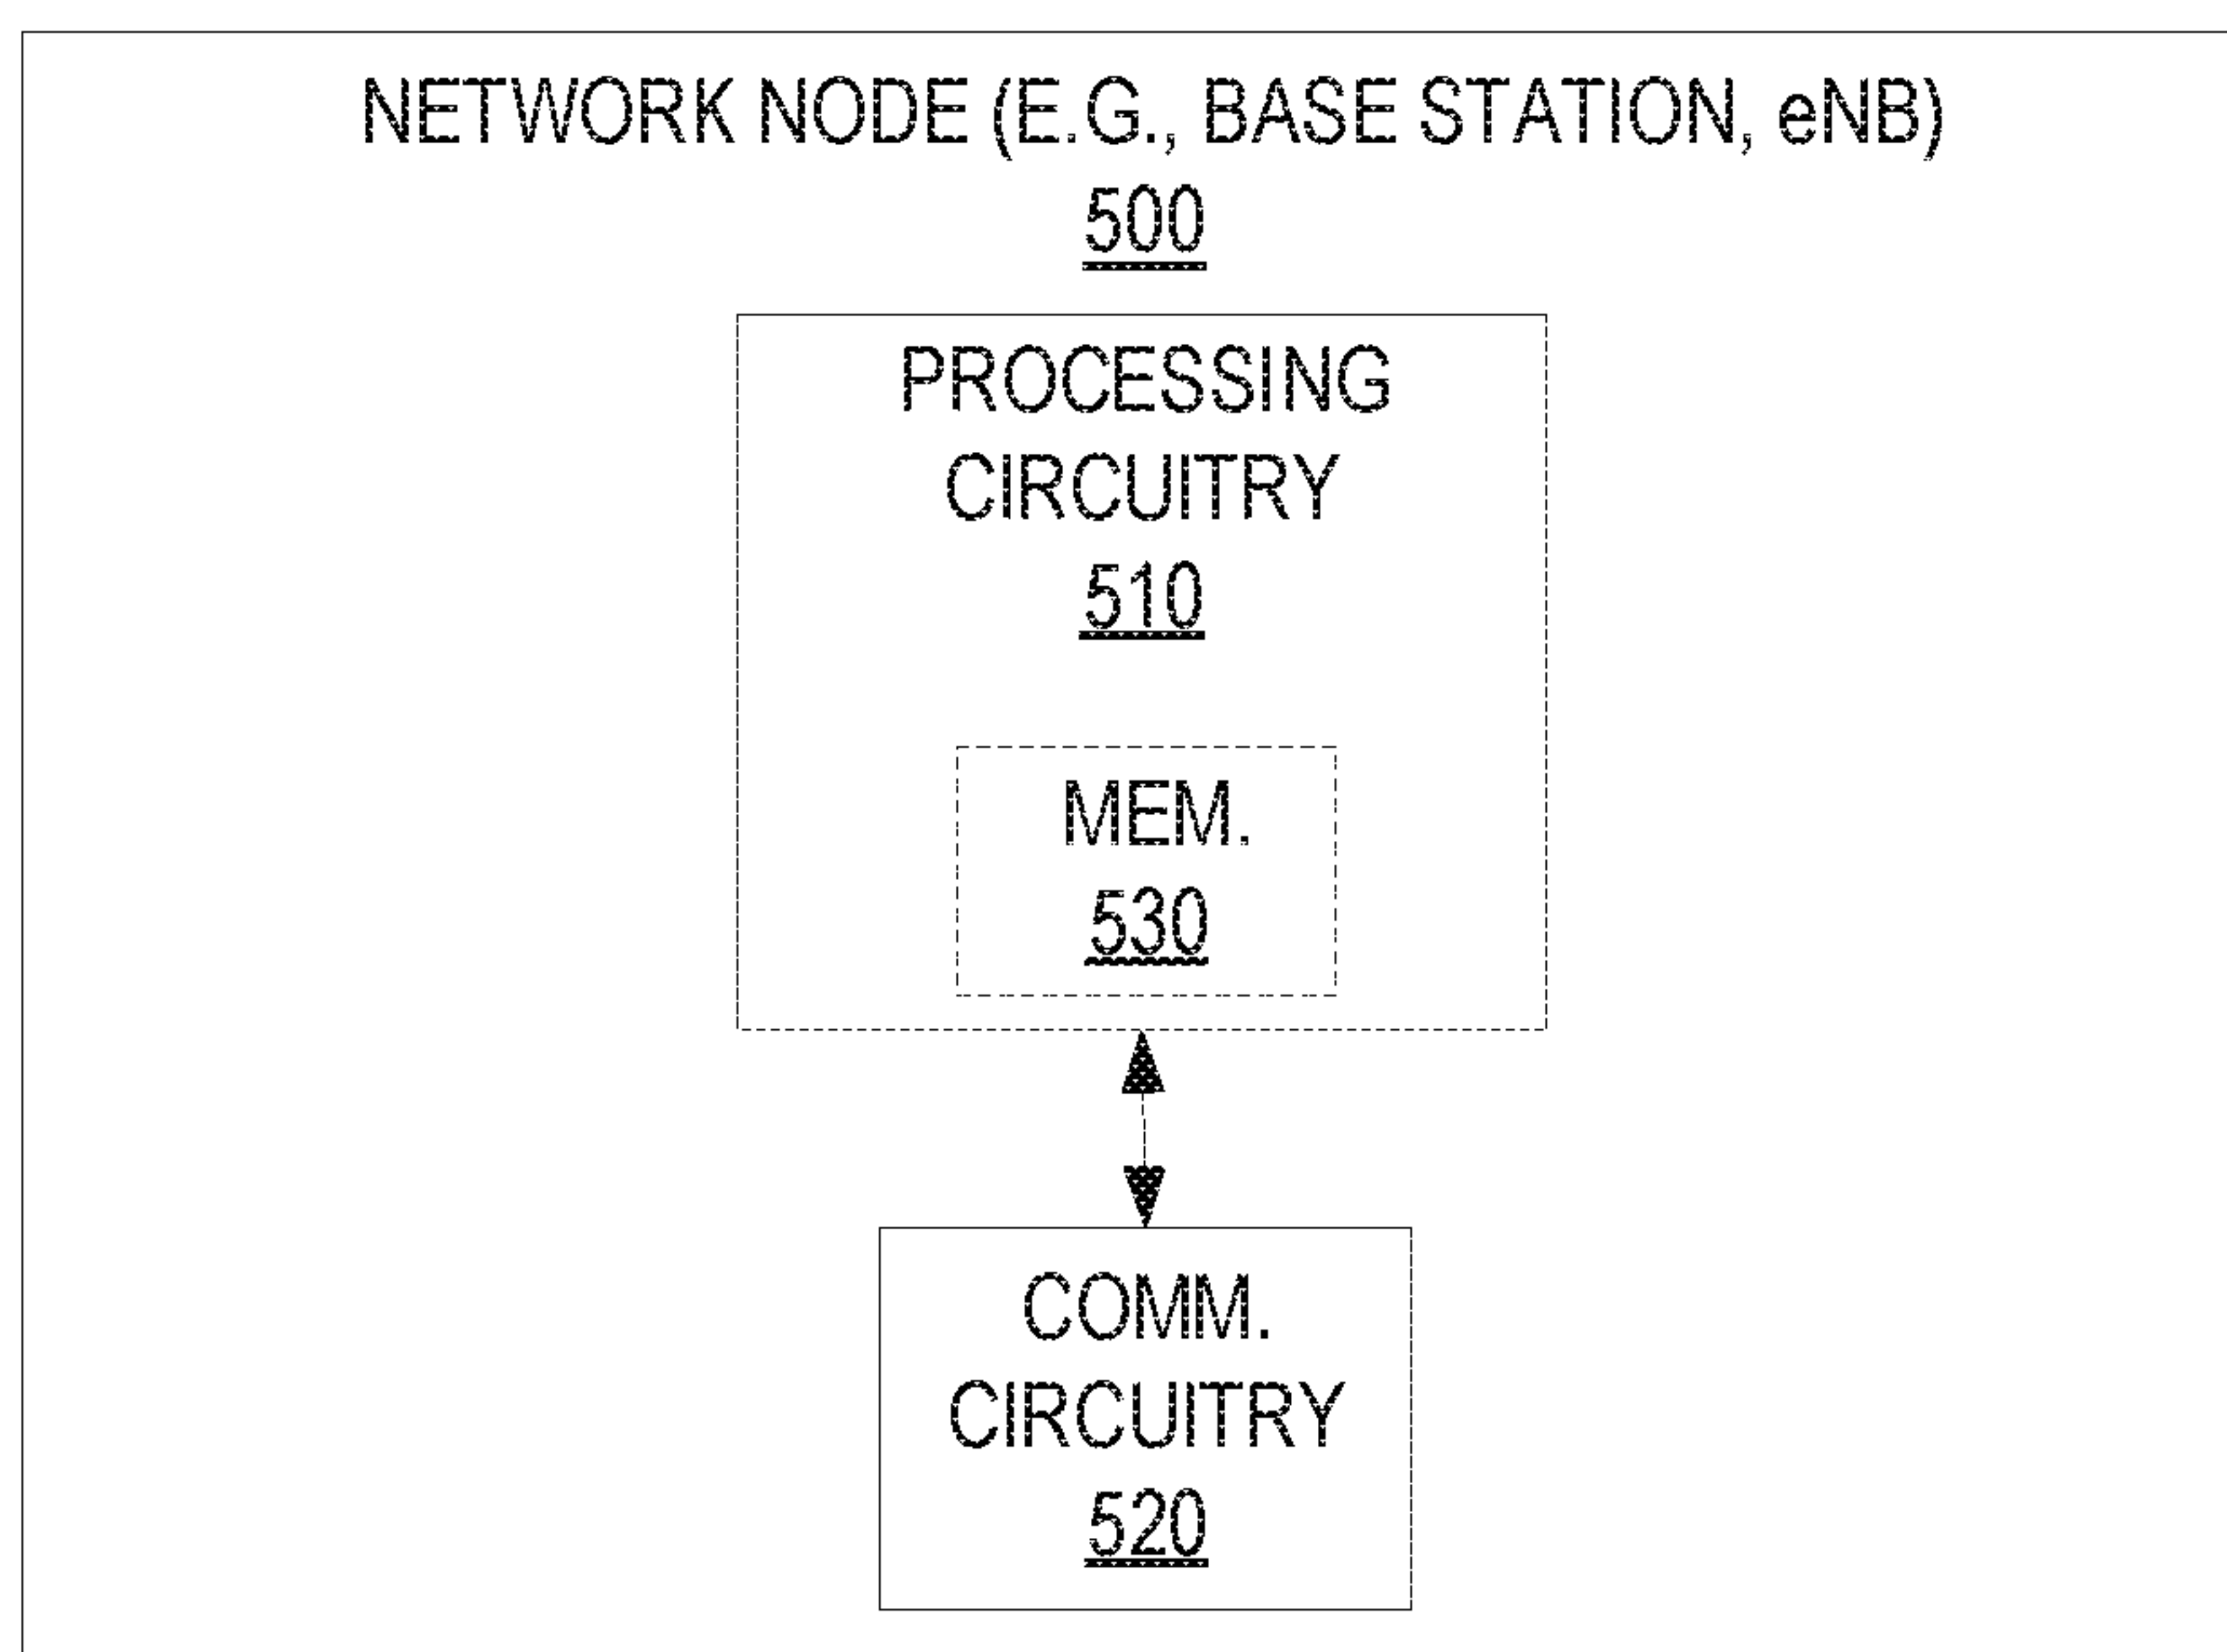 NETWORK NODE (E.G., BASE STATION, eNB)
500
PROCESSING
CIRCUITRY
510
MEM.
530
COMM.
CIRCUITRY
520